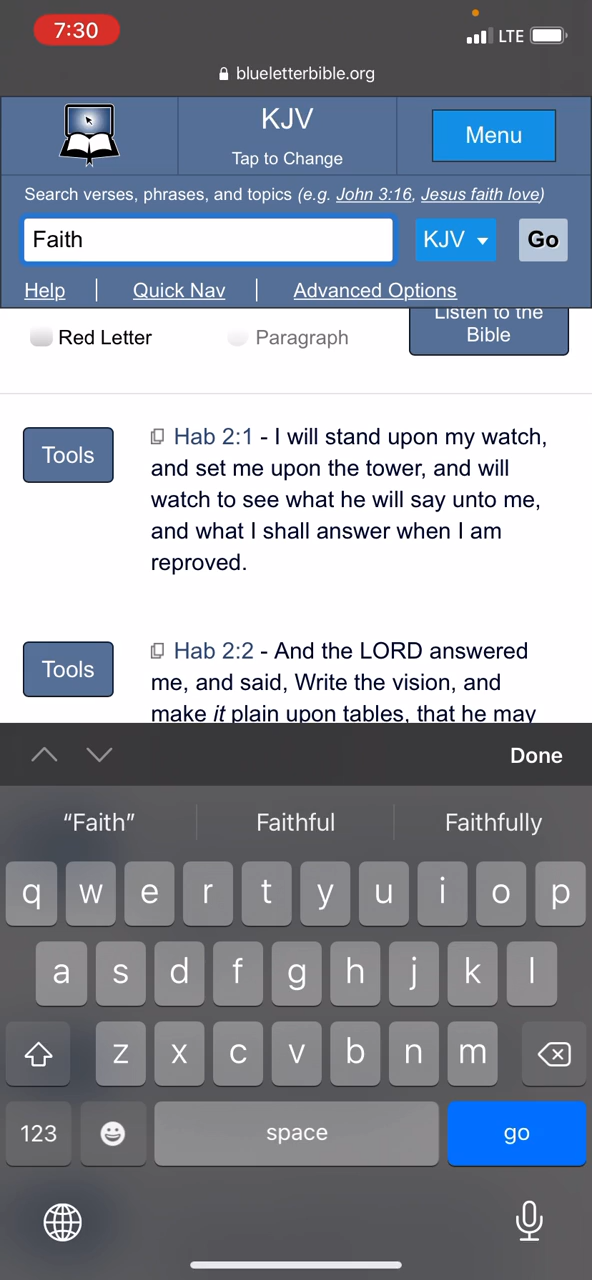 7:30
LTE
blueletterbible.org
KJV
Tap to Change
Menu
Search verses, phrases, and topics (e.g. John 3:16, Jesus faith love)
Faith
KJV
Go
Help | Quick Nav | Advanced Options
Red Letter
Paragraph
Listen to the
Bible
Tools
Hab 2:1 - I will stand upon my watch,
and set me upon the tower, and will
watch to see what he will say unto me,
and what I shall answer when I am
reproved.
Tools
Hab 2:2 - And the LORD answered
me, and said, Write the vision, and
make it plain upon tables, that he may
Done
“Faith”
Faithful
Faithfully
q w e r t y u i o p
a s d f g h j k l
z x c v b n m
123
space
go